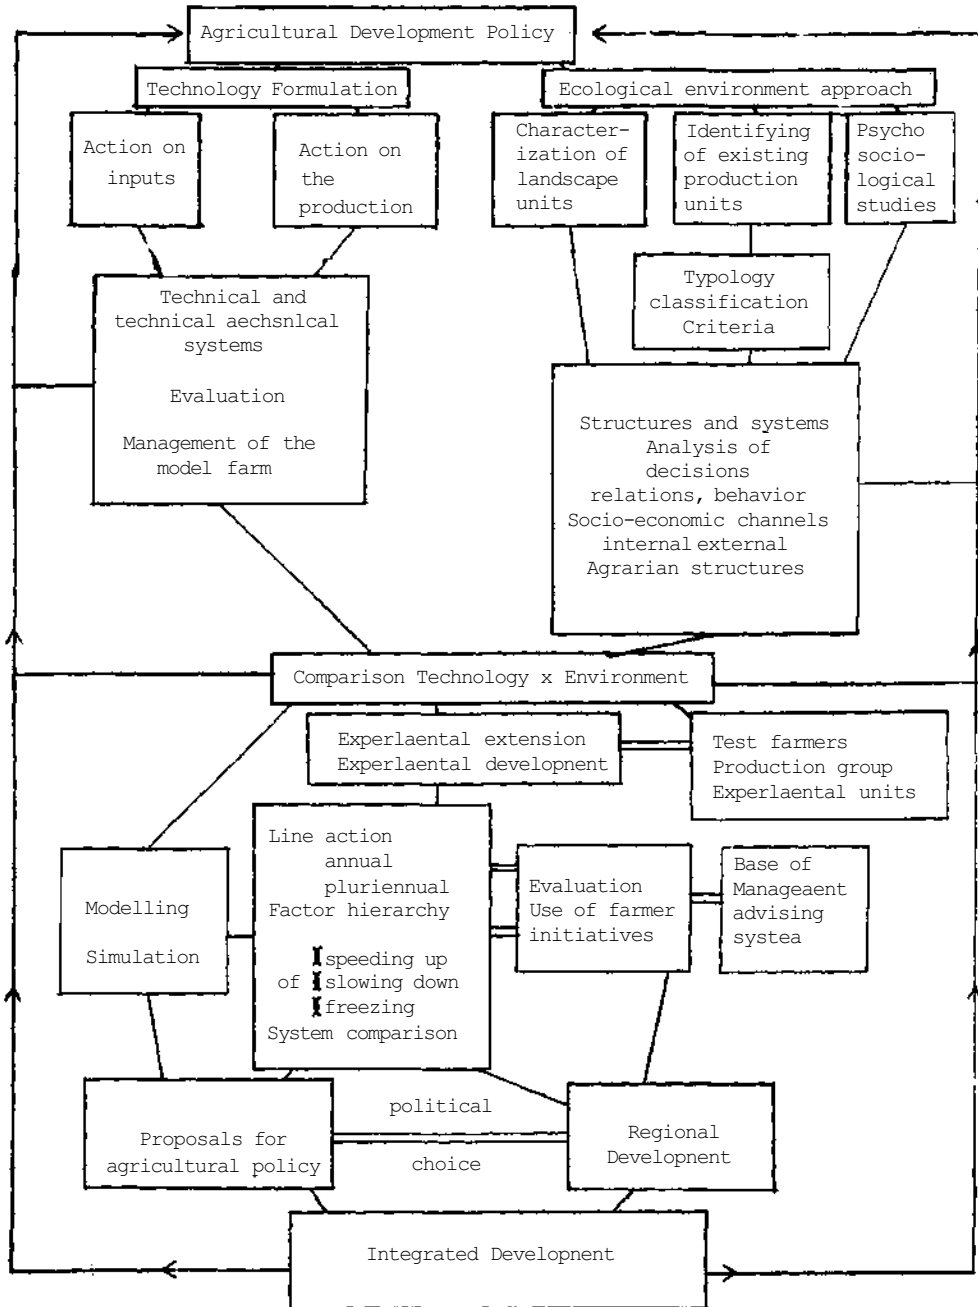 Agricultural Development Policy
Technology Formulation
Ecological environment approach
Action on
inputs
Action on
the
production
Character-
ization of
landscape
units
Identifying
of existing
production
units
Psycho
socio-
logical
studies
Technical and
technical aechsnlcal
systems
Evaluation
Management of the
model farm
Typology
classification
Criteria
Structures and systems
Analysis of
decisions
relations, behavior
Socio-economic channels
internal external
Agrarian structures
Comparison Technology x Environment
Experlaental extension
Experlaental development
Test farmers
Production group
Experlaental units
Modelling
Simulation
Line action
annual
pluriennual
Factor hierarchy
speeding up
of slowing down
freezing
System comparison
Evaluation
Use of farmer
initiatives
Base of
Manageaent
advising
systea
Proposals for
agricultural policy
political
choice
Regional
Development
Integrated Developnent